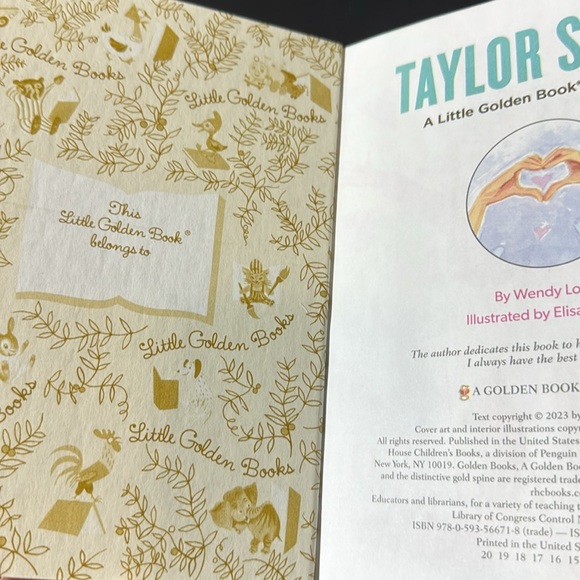 Little Golden Books
Little Golden Books
This
Little Golden Book®
belongs to
Little Golden Books
Books
Little Golden Books
TAYLOR S
A Little Golden Book®
By Wendy Lo
Illustrated by Elisa
The author dedicates this book to h
I always have the best
A GOLDEN BOOK
Text copyright © 2023 by
Cover art and interior illustrations copyr
All rights reserved. Published in the United States
House Children's Books, a division of Penguin
New York, NY 10019. Golden Books, A Golden Boo
and the distinctive gold spine are registered trade
rhcbooks.c
Educators and librarians, for a variety of teaching t
Library of Congress Control N
ISBN 978-0-593-56671-8 (trade) — IS
Printed in the United S
20 19 18 17 16 15